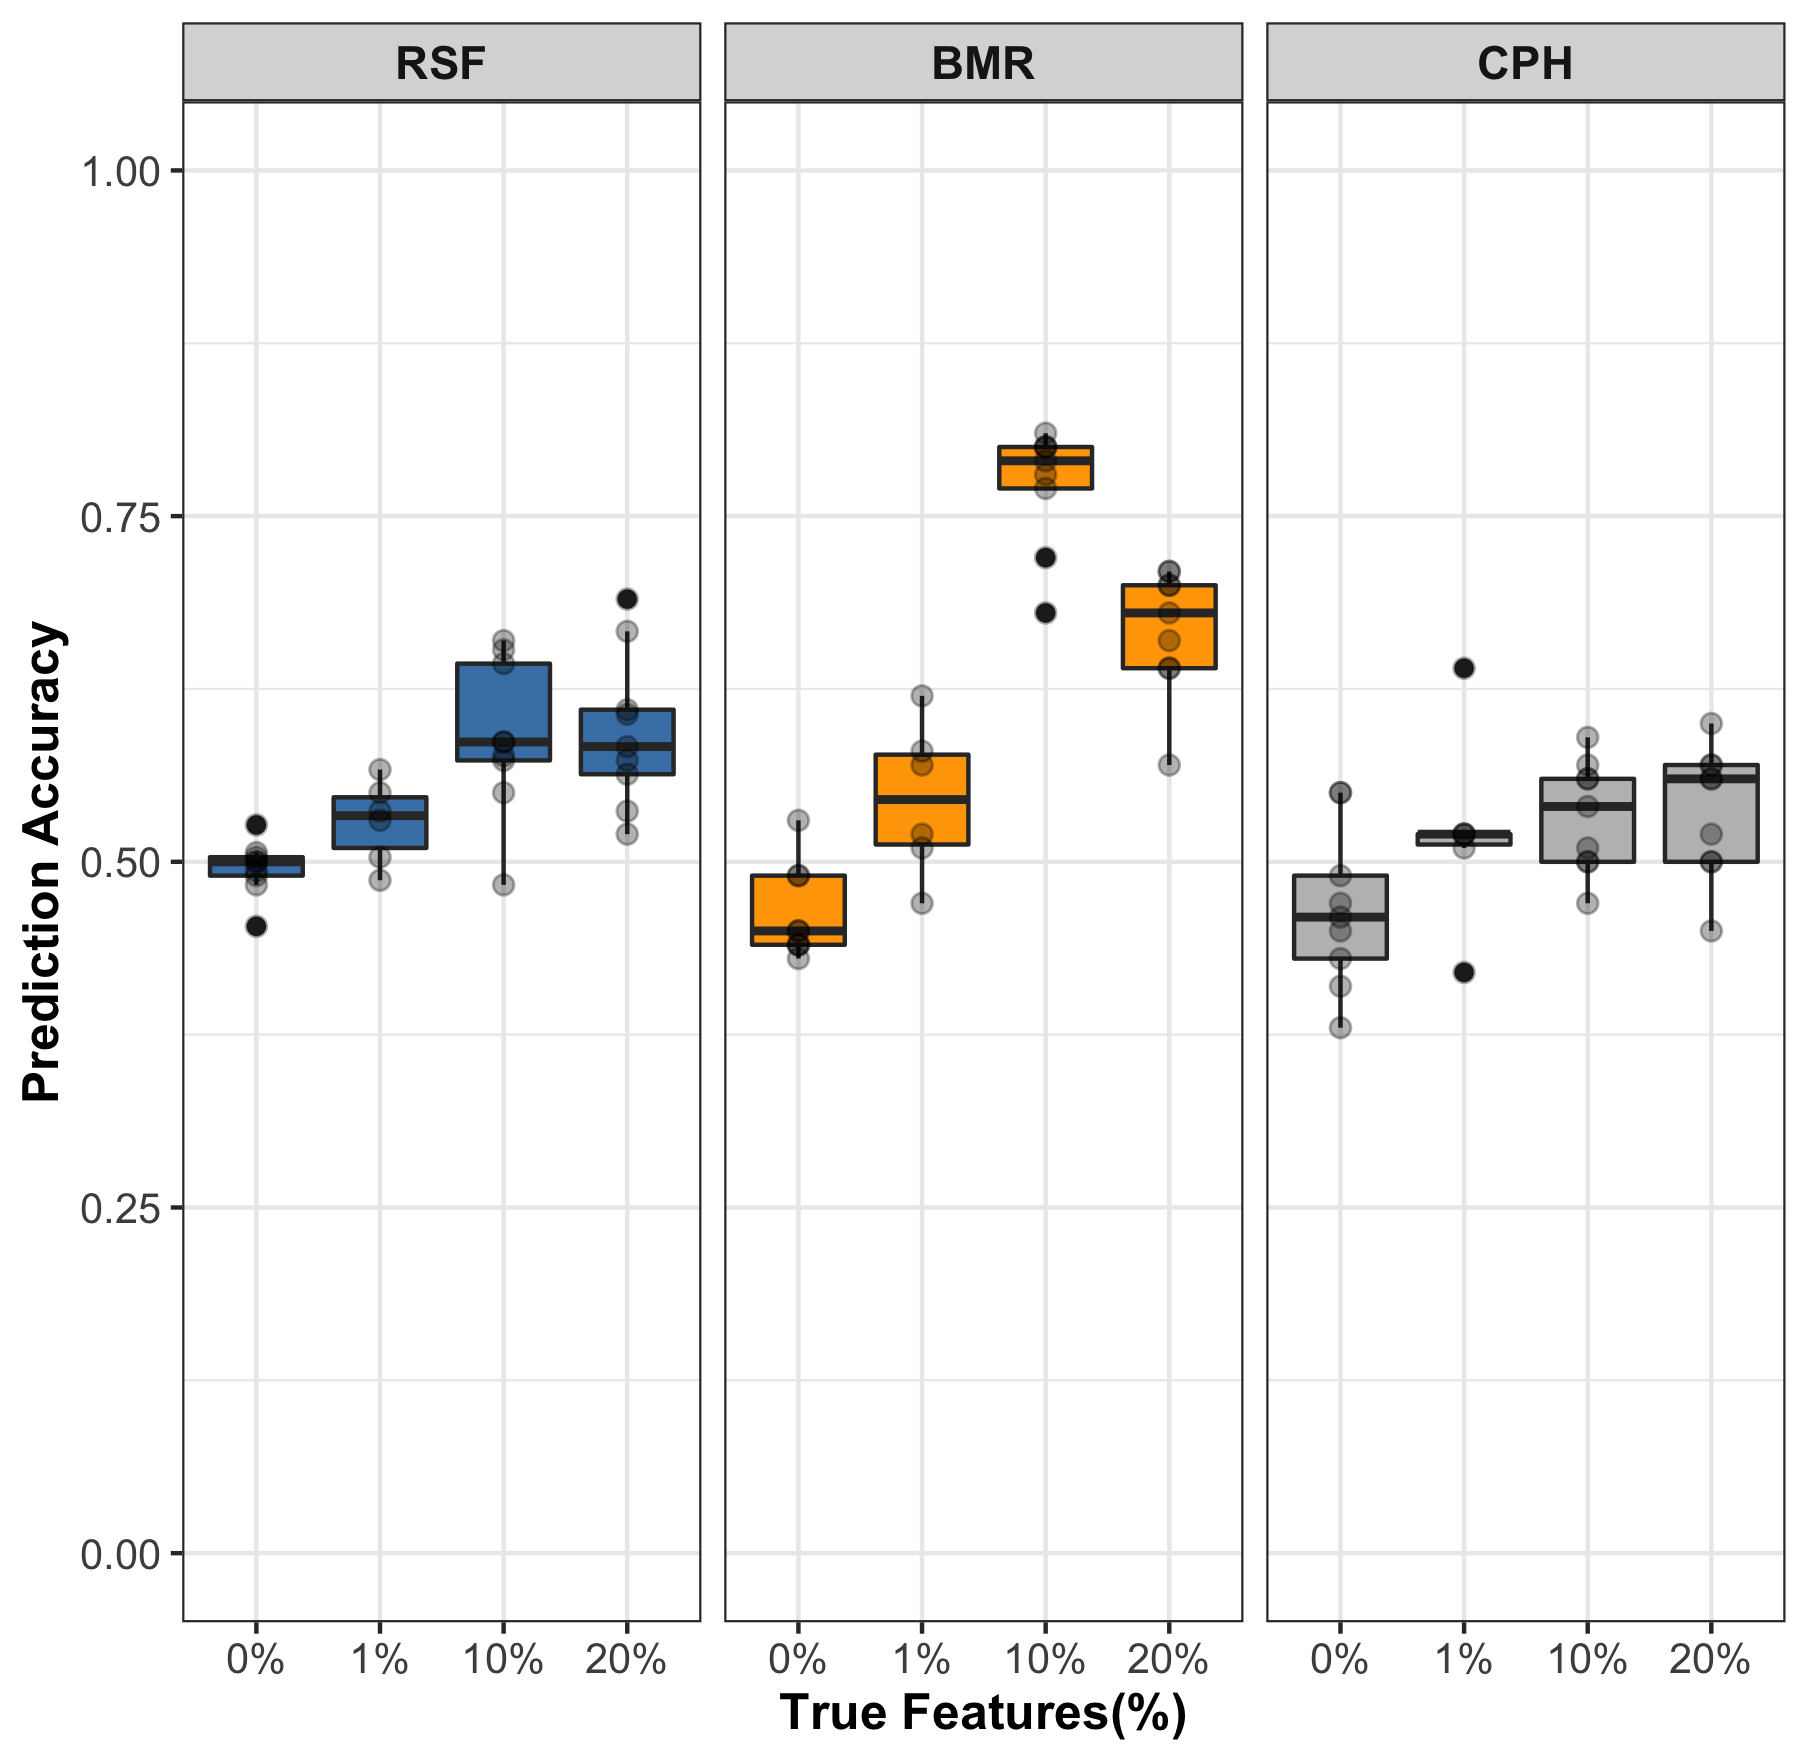 RSF BMR CPH
1.00
0.75
0.50
0.25
0.00
Prediction Accuracy
0% 1% 10% 20% 0% 1% 10% 20% 0% 1% 10% 20%
True Features(%)